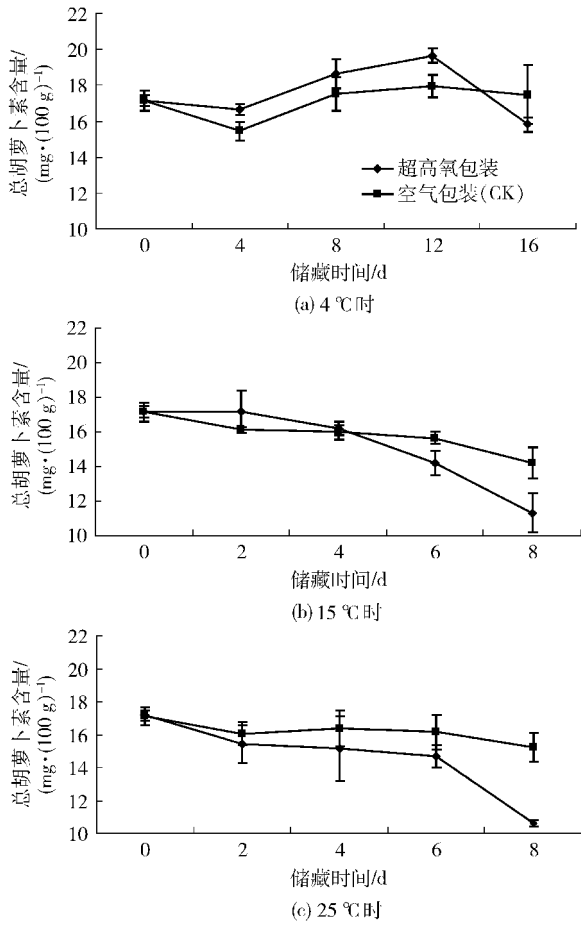 22
20
18
16
14
12
10
总胡萝卜素含量/
(mg·(100 g)⁻¹)
超高氧包装
空气包装(CK)
0 4 8 12 16
储藏时间/d
(a) 4 ℃时
22
20
18
16
14
12
10
总胡萝卜素含量/
(mg·(100 g)⁻¹)
0 2 4 6 8
储藏时间/d
(b) 15 ℃时
22
20
18
16
14
12
10
总胡萝卜素含量/
(mg·(100 g)⁻¹)
0 2 4 6 8
储藏时间/d
(c) 25 ℃时